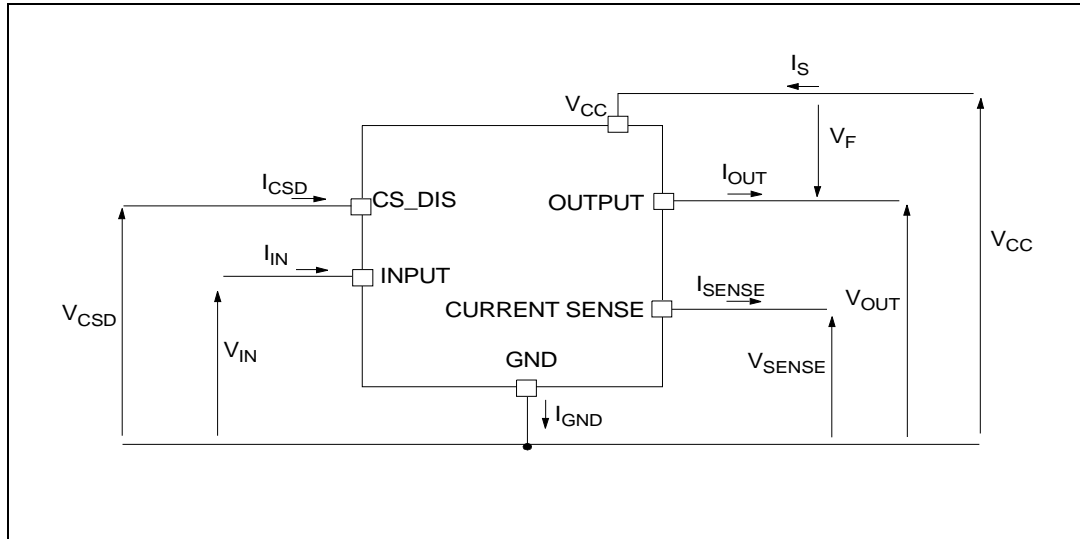 I_S
V_CC
V_F
I_CSD
I_OUT
CS_DIS
OUTPUT
V_CC
I_IN
INPUT
I_SENSE
V_OUT
CURRENT SENSE
V_CSD
V_IN
GND
V_SENSE
I_GND